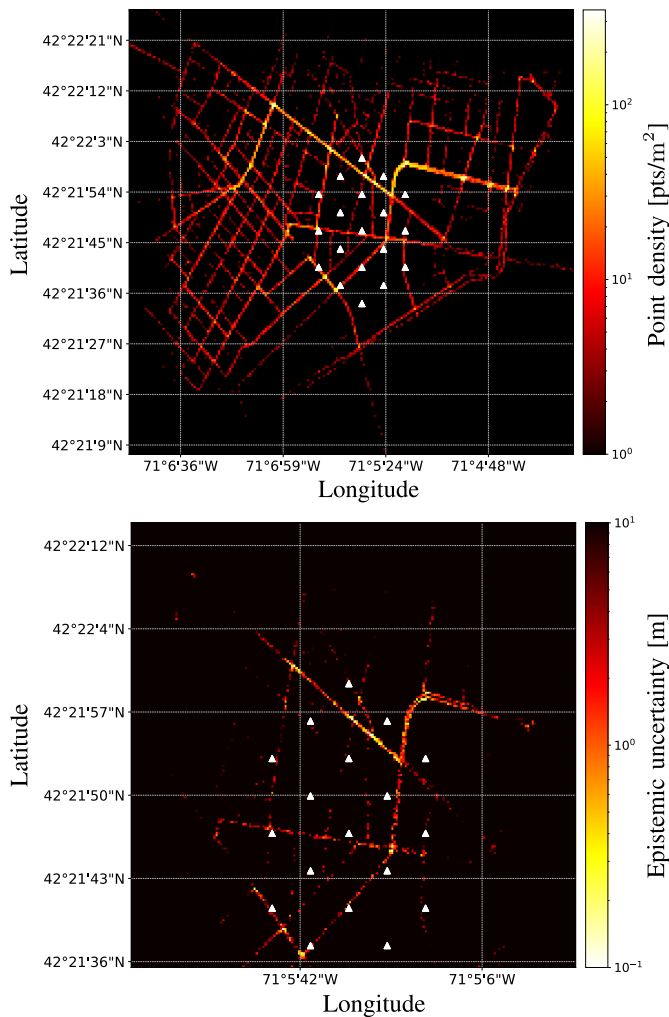 42°22'21"N
42°22'12"N
42°22'3"N
42°21'54"N
42°21'45"N
42°21'36"N
42°21'27"N
42°21'18"N
42°21'9"N
Latitude
71°6'36"W 71°6'59"W 71°5'24"W 71°4'48"W
Longitude
10²
10¹
10⁰
Point density [pts/m²]
42°22'12"N
42°22'4"N
42°21'57"N
42°21'50"N
42°21'43"N
42°21'36"N
Latitude
71°5'42"W 71°5'6"W
Longitude
10¹
10⁰
10⁻¹
Epistemic uncertainty [m]